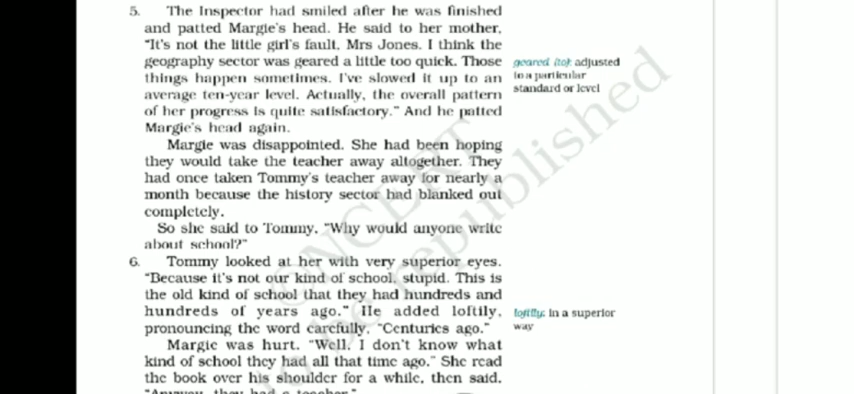 5. The Inspector had smiled after he was finished
and patted Margie's head. He said to her mother,
"It's not the little girl's fault, Mrs Jones. I think the
geography sector was geared a little too quick. Those
things happen sometimes. I've slowed it up to an
average ten-year level. Actually, the overall pattern
of her progress is quite satisfactory." And he patted
Margie's head again.
geared (to): adjusted
to a particular
standard or level
Margie was disappointed. She had been hoping
they would take the teacher away altogether. They
had once taken Tommy's teacher away for nearly a
month because the history sector had blanked out
completely.
So she said to Tommy, "Why would anyone write
about school?"
6. Tommy looked at her with very superior eyes.
"Because it's not our kind of school, stupid. This is
the old kind of school that they had hundreds and
hundreds of years ago." He added loftily,
pronouncing the word carefully, "Centuries ago."
loftily: in a superior
way
Margie was hurt. "Well, I don't know what
kind of school they had all that time ago." She read
the book over his shoulder for a while, then said,
"Anyway, they had a teacher."
© NCERT
to be republished